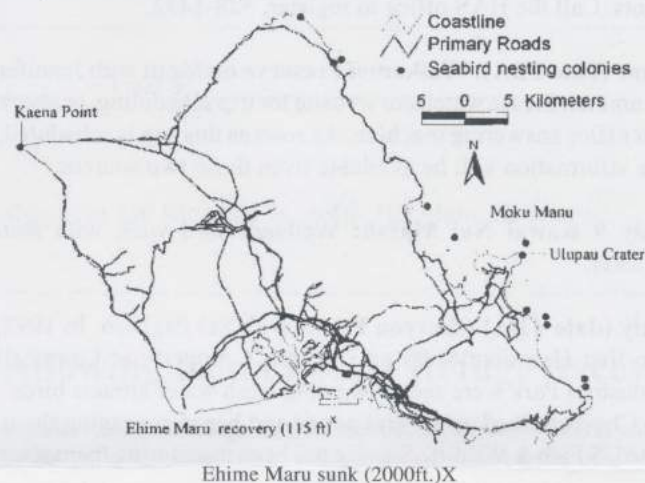 Coastline
Primary Roads
Seabird nesting colonies
5 0 5 Kilometers
Kaena Point
N
Moku Manu
Ulupau Crater
Ehime Maru recovery (115 ft) x
Ehime Maru sunk (2000ft.)X